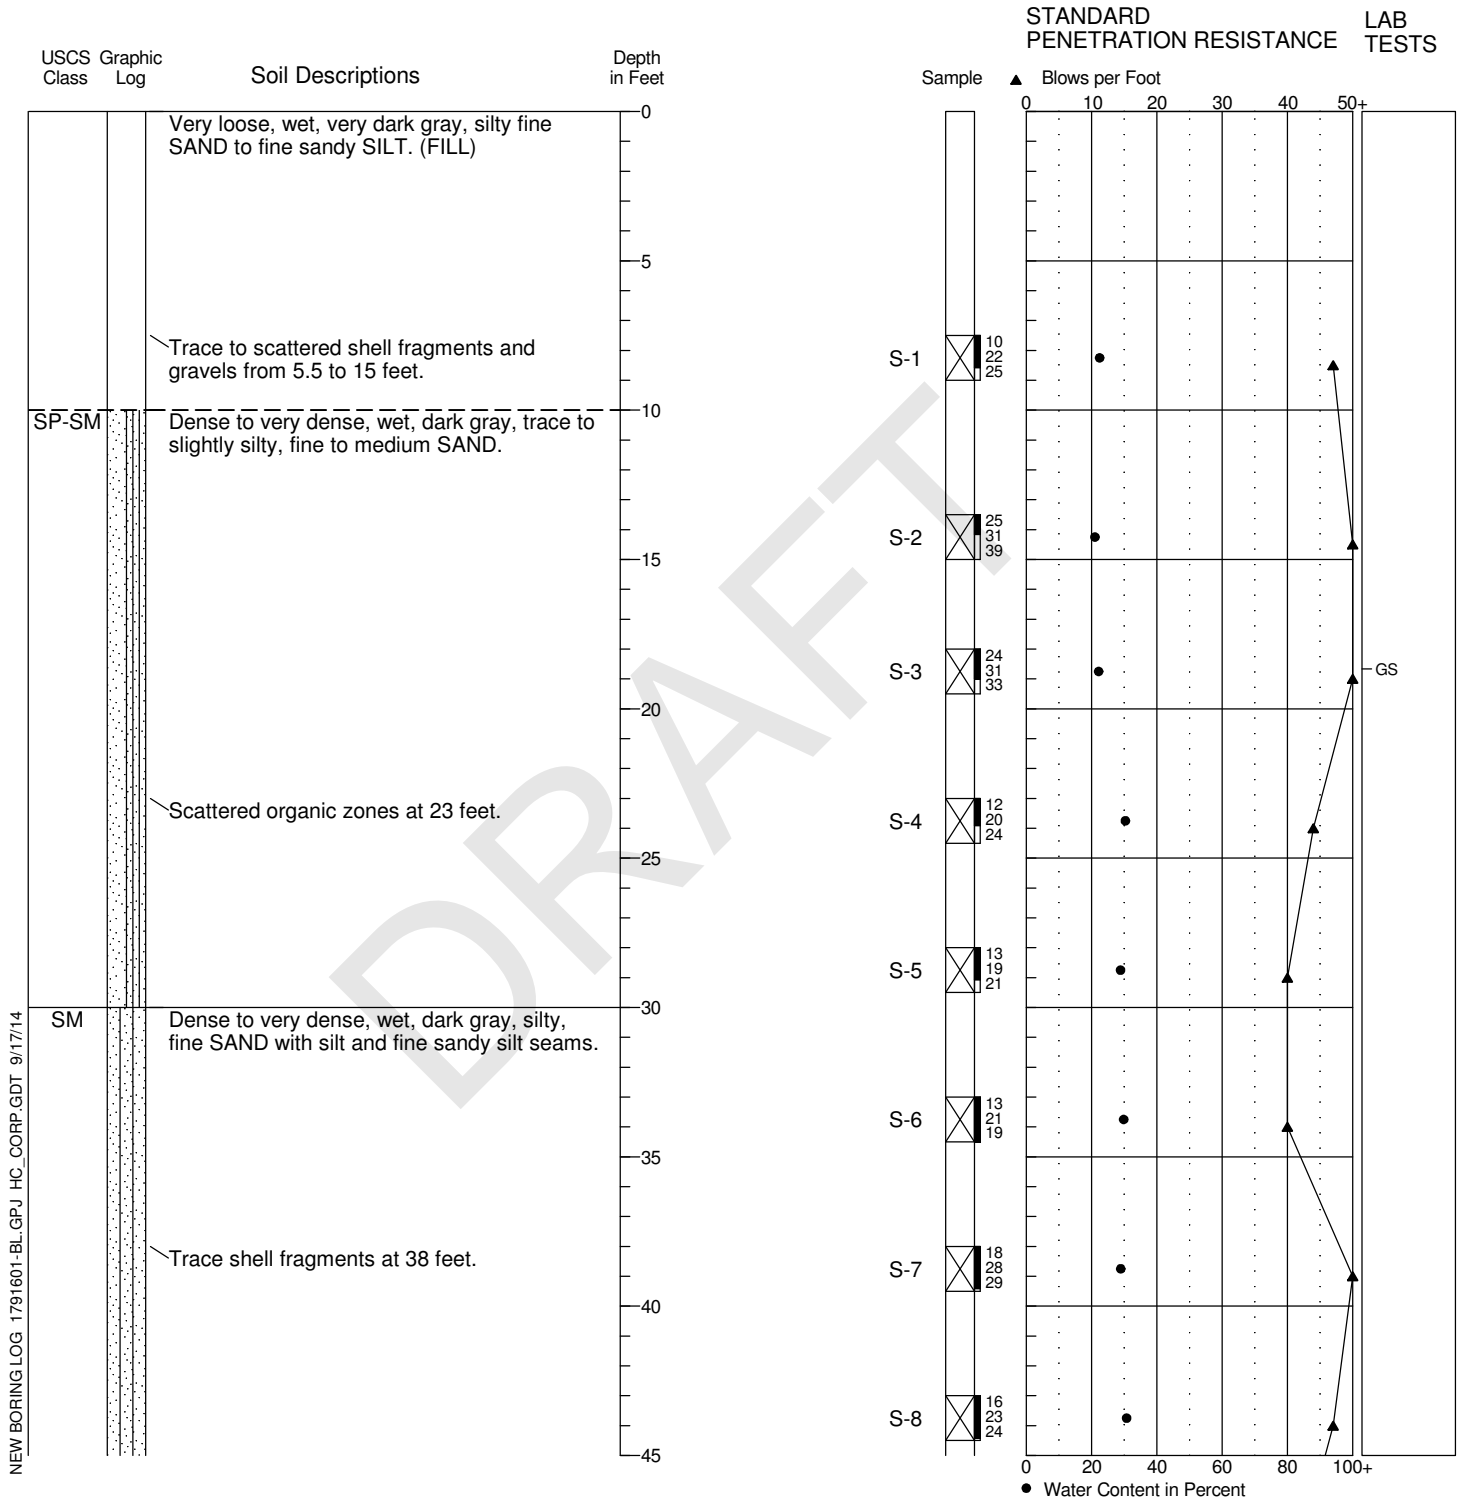 STANDARD
PENETRATION RESISTANCE
LAB
TESTS
USCS Class
Graphic Log
Soil Descriptions
Depth in Feet
Sample
▲ Blows per Foot
0 10 20 30 40 50+
0
Very loose, wet, very dark gray, silty fine
SAND to fine sandy SILT. (FILL)
5
Trace to scattered shell fragments and
gravels from 5.5 to 15 feet.
S-1
10
22
25
10
SP-SM
Dense to very dense, wet, dark gray, trace to
slightly silty, fine to medium SAND.
S-2
25
31
39
15
S-3
24
31
33
GS
20
Scattered organic zones at 23 feet.
S-4
12
20
24
25
S-5
13
19
21
30
SM
Dense to very dense, wet, dark gray, silty,
fine SAND with silt and fine sandy silt seams.
S-6
13
21
19
35
Trace shell fragments at 38 feet.
S-7
18
28
29
40
S-8
16
23
24
45
0 20 40 60 80 100+
● Water Content in Percent
NEW BORING LOG 1791601-BL.GPJ HC_CORP.GDT 9/17/14
DRAFT